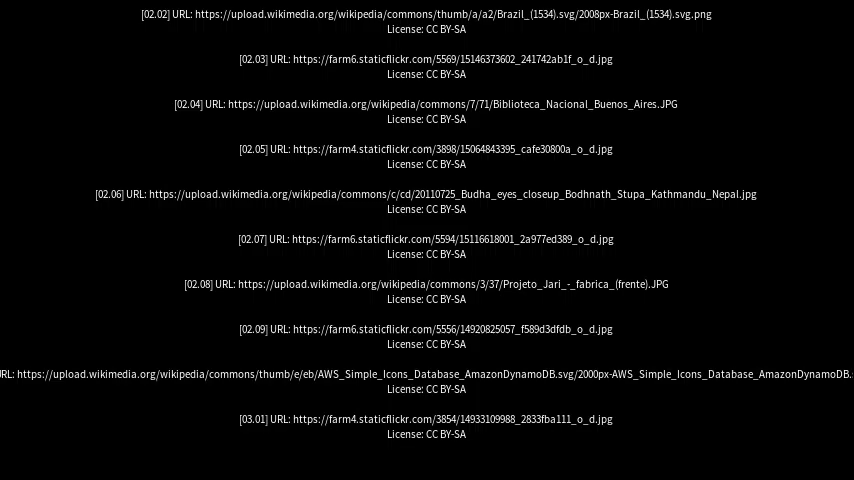 [02.02] URL: https://upload.wikimedia.org/wikipedia/commons/thumb/a/a2/Brazil_(1534).svg/2008px-Brazil_(1534).svg.png
License: CC BY-SA
[02.03] URL: https://farm6.staticflickr.com/5569/15146373602_241742ab1f_o_d.jpg
License: CC BY-SA
[02.04] URL: https://upload.wikimedia.org/wikipedia/commons/7/71/Biblioteca_Nacional_Buenos_Aires.JPG
License: CC BY-SA
[02.05] URL: https://farm4.staticflickr.com/3898/15064843395_cafe30800a_o_d.jpg
License: CC BY-SA
[02.06] URL: https://upload.wikimedia.org/wikipedia/commons/c/cd/20110725_Budha_eyes_closeup_Bodhnath_Stupa_Kathmandu_Nepal.jpg
License: CC BY-SA
[02.07] URL: https://farm6.staticflickr.com/5594/15116618001_2a977ed389_o_d.jpg
License: CC BY-SA
[02.08] URL: https://upload.wikimedia.org/wikipedia/commons/3/37/Projeto_Jari_-_fabrica_(frente).JPG
License: CC BY-SA
[02.09] URL: https://farm6.staticflickr.com/5556/14920825057_f589d3dfdb_o_d.jpg
License: CC BY-SA
URL: https://upload.wikimedia.org/wikipedia/commons/thumb/e/eb/AWS_Simple_Icons_Database_AmazonDynamoDB.svg/2000px-AWS_Simple_Icons_Database_AmazonDynamoDB.
License: CC BY-SA
[03.01] URL: https://farm4.staticflickr.com/3854/14933109988_2833fba111_o_d.jpg
License: CC BY-SA